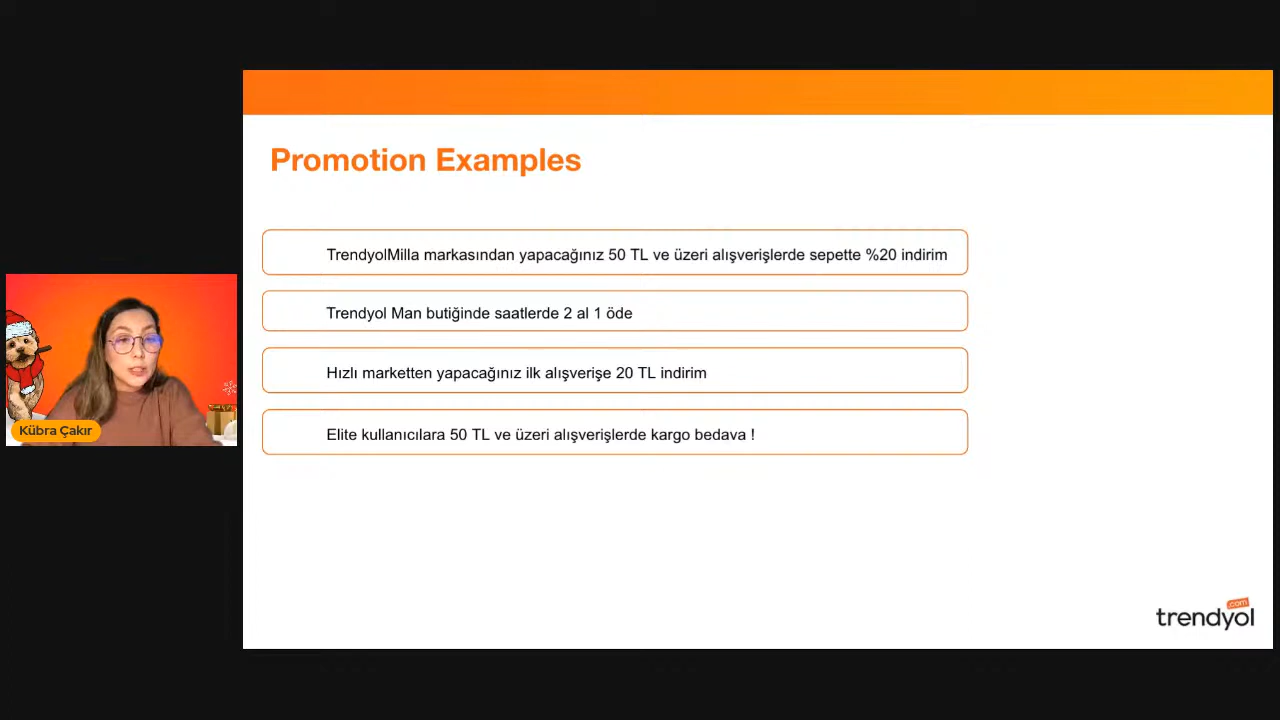 Promotion Examples
TrendyolMilla markasından yapacağınız 50 TL ve üzeri alışverişlerde sepette %20 indirim
Trendyol Man butiğinde saatlerde 2 al 1 öde
Hızlı marketten yapacağınız ilk alışverişe 20 TL indirim
Elite kullanıcılara 50 TL ve üzeri alışverişlerde kargo bedava !
Kübra Çakır
.com
trendyol